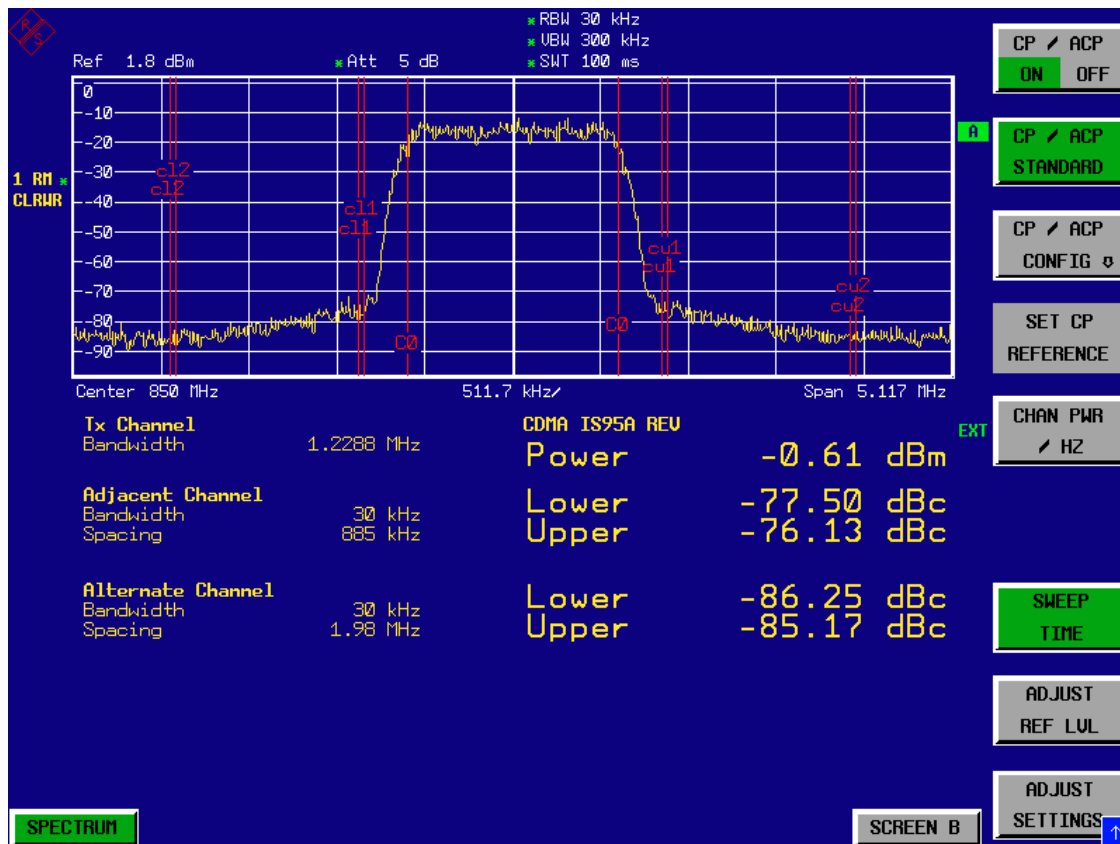 R S
*RBW 30 kHz
*VBW 300 kHz
Ref 1.8 dBm *Att 5 dB *SWT 100 ms
0
-10
-20
-30
-40
-50
-60
-70
-80
-90
1 RM *
CLRWR
A
cl2
cl2
cl1
cl1
C0
C0
cu1
cu1
cu2
cu2
Center 850 MHz 511.7 kHz/ Span 5.117 MHz
EXT
Tx Channel CDMA IS95A REV
Bandwidth 1.2288 MHz Power -0.61 dBm
Adjacent Channel Lower -77.50 dBc
Bandwidth 30 kHz Upper -76.13 dBc
Spacing 885 kHz
Alternate Channel Lower -86.25 dBc
Bandwidth 30 kHz Upper -85.17 dBc
Spacing 1.98 MHz
CP / ACP
ON OFF
CP / ACP
STANDARD
CP / ACP
CONFIG
SET CP
REFERENCE
CHAN PWR
/ HZ
SWEEP
TIME
ADJUST
REF LVL
ADJUST
SETTINGS
SPECTRUM
SCREEN B